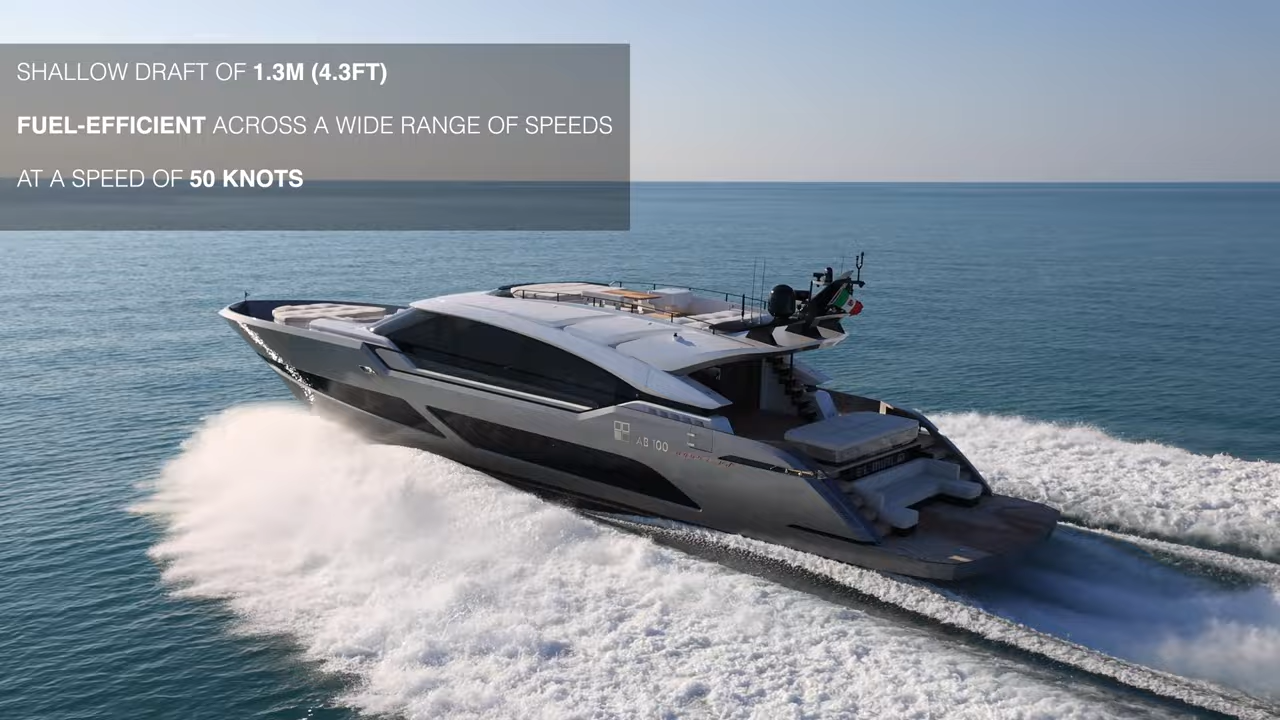 SHALLOW DRAFT OF 1.3M (4.3FT)
FUEL-EFFICIENT ACROSS A WIDE RANGE OF SPEEDS
AT A SPEED OF 50 KNOTS
AB 100